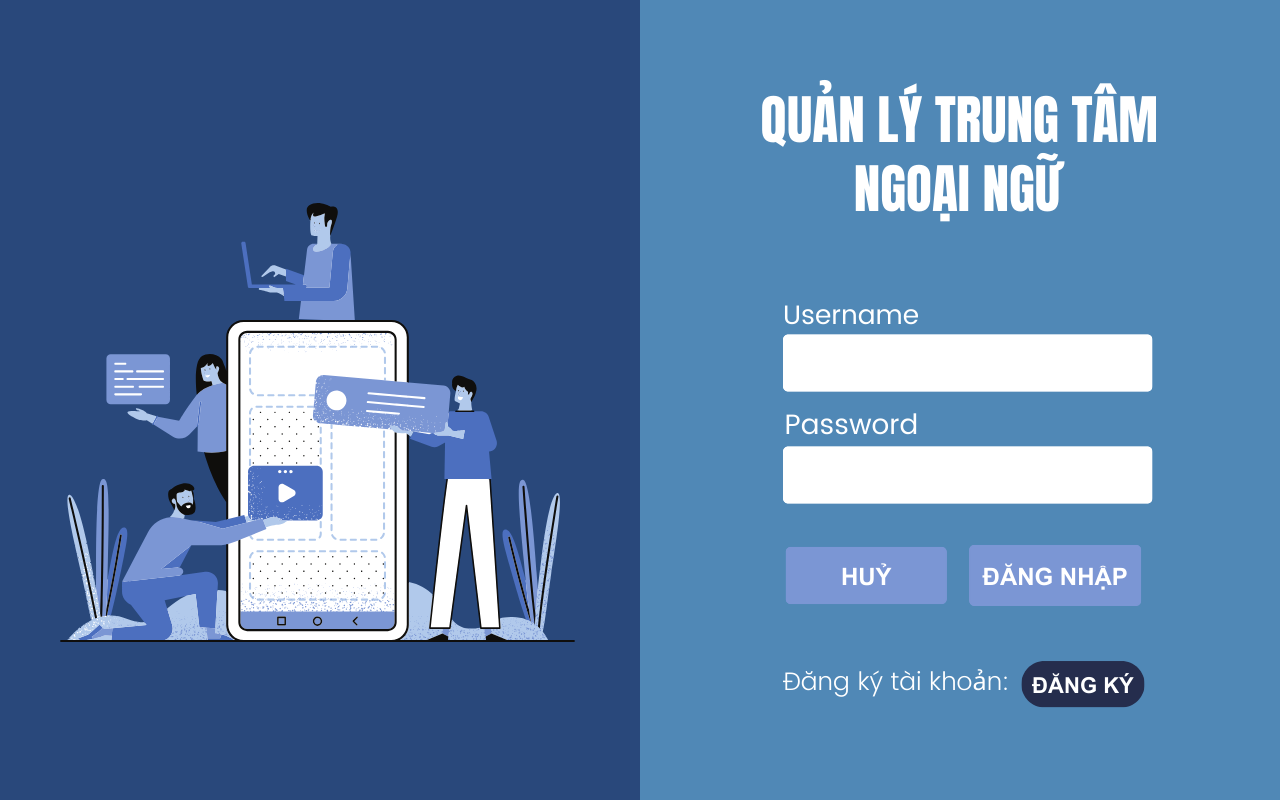 QUẢN LÝ TRUNG TÂM
NGOẠI NGỮ
Username
Password
HUỶ
ĐĂNG NHẬP
Đăng ký tài khoản:
ĐĂNG KÝ